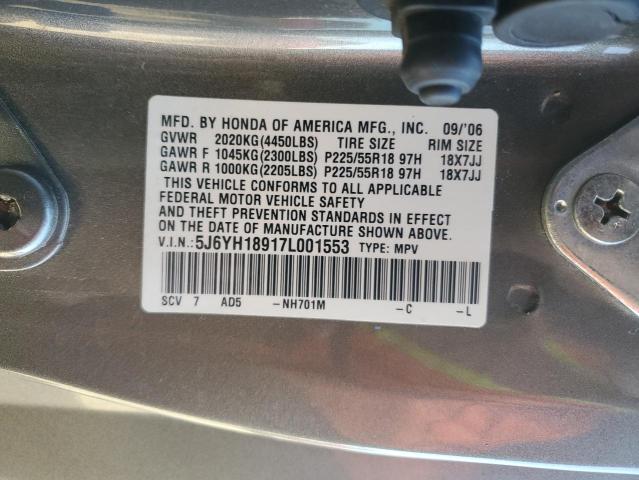 MFD. BY HONDA OF AMERICA MFG., INC. 09/'06
GVWR 2020KG(4450LBS) TIRE SIZE RIM SIZE
GAWR F 1045KG(2300LBS) P225/55R18 97H 18X7JJ
GAWR R 1000KG(2205LBS) P225/55R18 97H 18X7JJ
THIS VEHICLE CONFORMS TO ALL APPLICABLE
FEDERAL MOTOR VEHICLE SAFETY
AND THEFT PREVENTION STANDARDS IN EFFECT
ON THE DATE OF MANUFACTURE SHOWN ABOVE.
V.I.N.:5J6YH18917L001553 TYPE: MPV
SCV 7 AD5 -NH701M -C -L